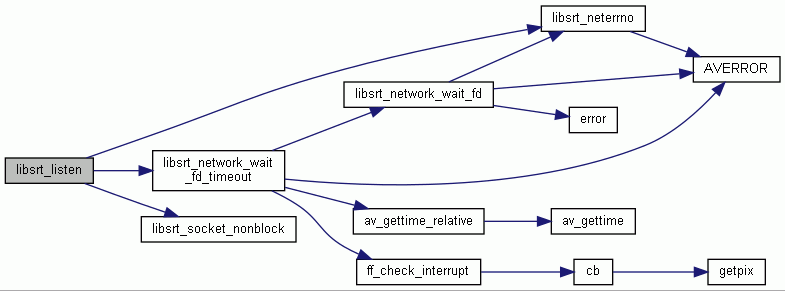 libsrt_neterrno
AVERROR
libsrt_network_wait_fd
error
libsrt_listen
libsrt_network_wait
_fd_timeout
av_gettime_relative
av_gettime
libsrt_socket_nonblock
ff_check_interrupt
cb
getpix